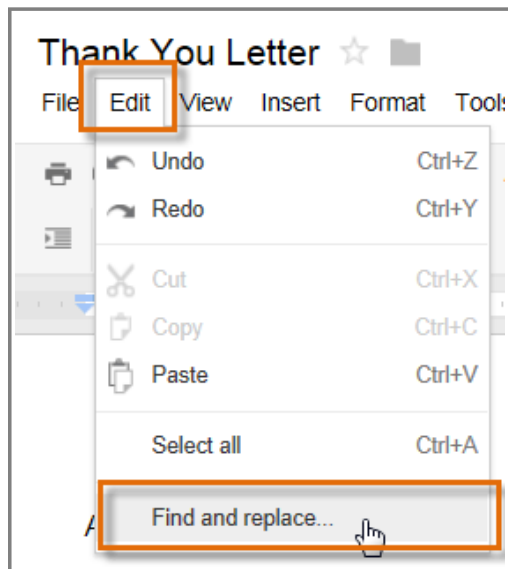 Thank You Letter
File Edit View Insert Format Tools
Undo Ctrl+Z
Redo Ctrl+Y
Cut Ctrl+X
Copy Ctrl+C
Paste Ctrl+V
Select all Ctrl+A
Find and replace...